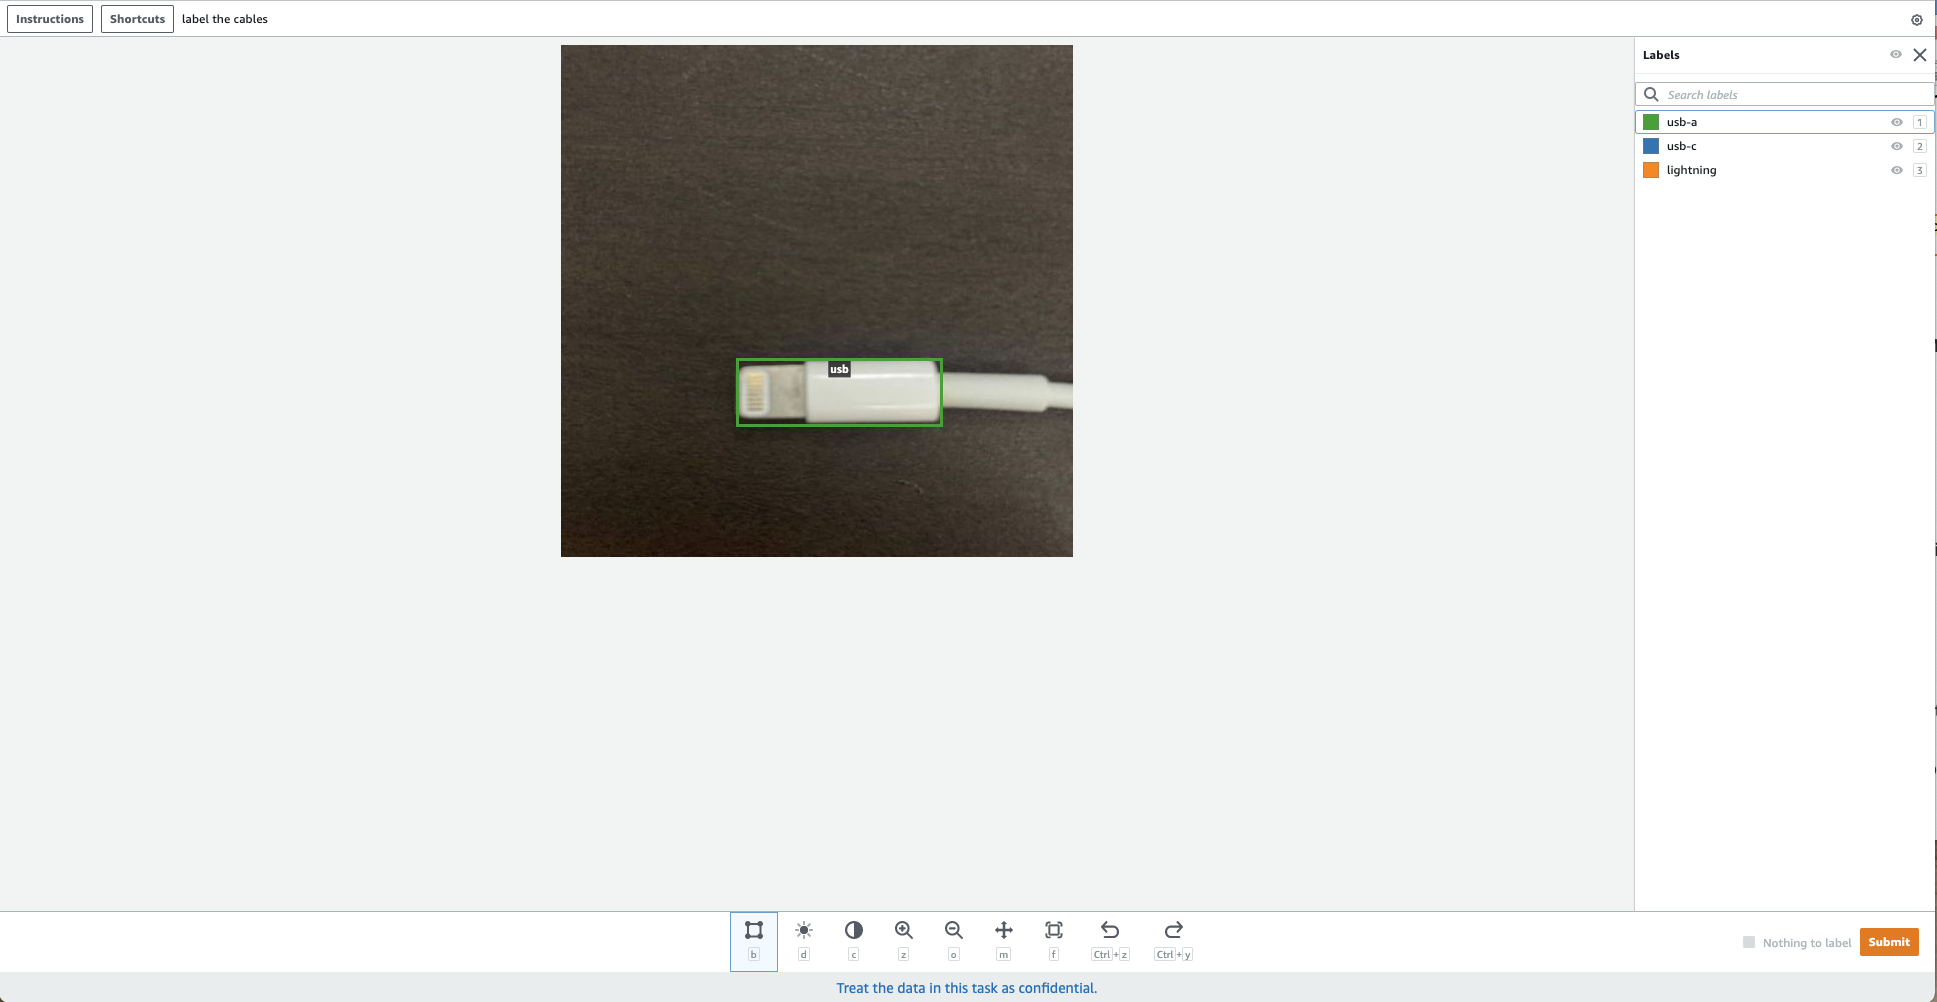 Instructions
Shortcuts
label the cables
Labels
Search labels
usb-a
1
usb-c
2
lightning
3
usb
b
d
c
z
o
m
f
Ctrl+z
Ctrl+y
Nothing to label
Submit
Treat the data in this task as confidential.